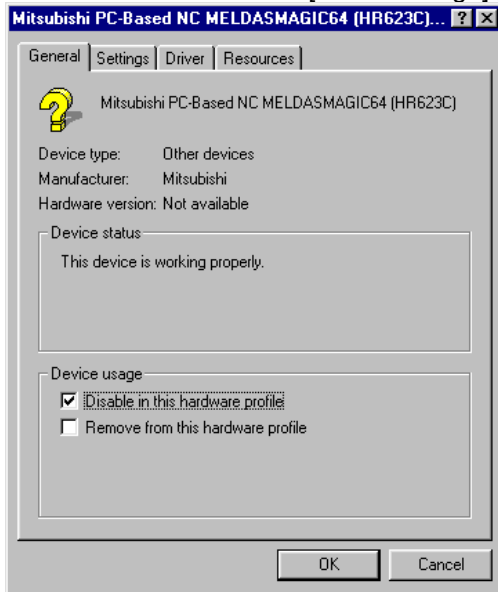 Mitsubishi PC-Based NC MELDASMAGIC64 (HR623C)... ? ×
General Settings Driver Resources
Mitsubishi PC-Based NC MELDASMAGIC64 (HR623C)
Device type: Other devices
Manufacturer: Mitsubishi
Hardware version: Not available
Device status
This device is working properly.
Device usage
Disable in this hardware profile
Remove from this hardware profile
OK Cancel